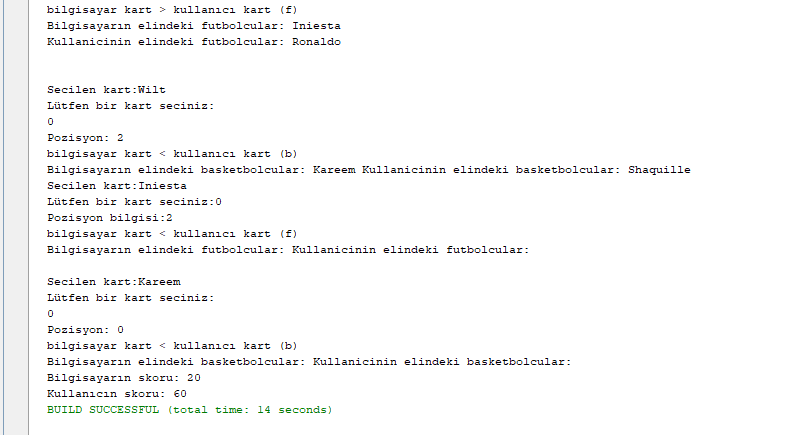 bilgisayar kart > kullanıcı kart (f)
Bilgisayarın elindeki futbolcular: Iniesta
Kullanicinin elindeki futbolcular: Ronaldo
Secilen kart:Wilt
Lütfen bir kart seciniz:
0
Pozisyon: 2
bilgisayar kart < kullanıcı kart (b)
Bilgisayarın elindeki basketbolcular: Kareem Kullanicinin elindeki basketbolcular: Shaquille
Secilen kart:Iniesta
Lütfen bir kart seciniz:0
Pozisyon bilgisi:2
bilgisayar kart < kullanıcı kart (f)
Bilgisayarın elindeki futbolcular: Kullanicinin elindeki futbolcular:
Secilen kart:Kareem
Lütfen bir kart seciniz:
0
Pozisyon: 0
bilgisayar kart < kullanıcı kart (b)
Bilgisayarın elindeki basketbolcular: Kullanicinin elindeki basketbolcular:
Bilgisayarın skoru: 20
Kullanıcın skoru: 60
BUILD SUCCESSFUL (total time: 14 seconds)